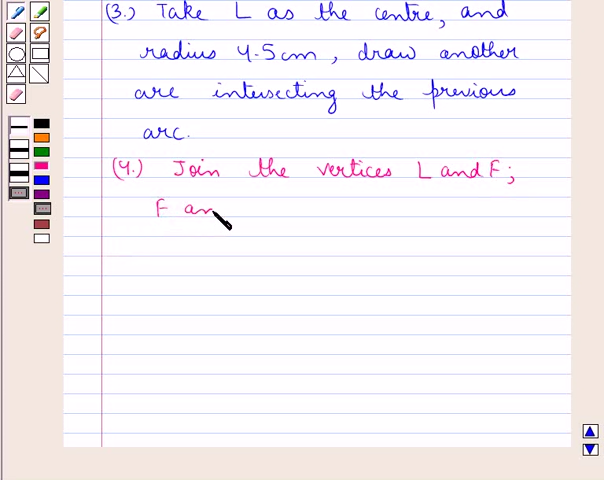 (3.) Take L as the centre, and
radius 4.5cm, draw another
arc intersecting the previous
arc.
(4.) Join the vertices L and F;
F an